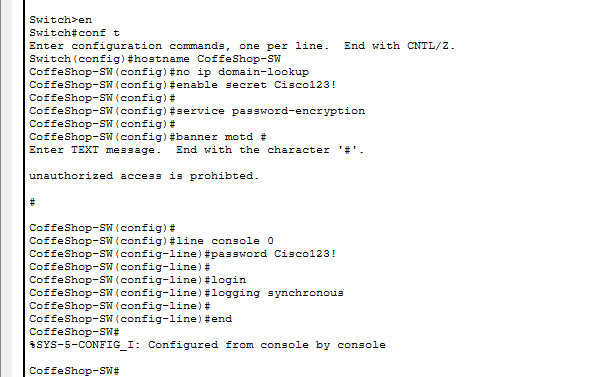 Switch>en
Switch#conf t
Enter configuration commands, one per line.  End with CNTL/Z.
Switch(config)#hostname CoffeShop-SW
CoffeShop-SW(config)#no ip domain-lookup
CoffeShop-SW(config)#enable secret Cisco123!
CoffeShop-SW(config)#
CoffeShop-SW(config)#service password-encryption
CoffeShop-SW(config)#
CoffeShop-SW(config)#banner motd #
Enter TEXT message.  End with the character '#'.
unauthorized access is prohibted.
#
CoffeShop-SW(config)#
CoffeShop-SW(config)#line console 0
CoffeShop-SW(config-line)#password Cisco123!
CoffeShop-SW(config-line)#
CoffeShop-SW(config-line)#login
CoffeShop-SW(config-line)#logging synchronous
CoffeShop-SW(config-line)#
CoffeShop-SW(config-line)#end
CoffeShop-SW#
%SYS-5-CONFIG_I: Configured from console by console
CoffeShop-SW#